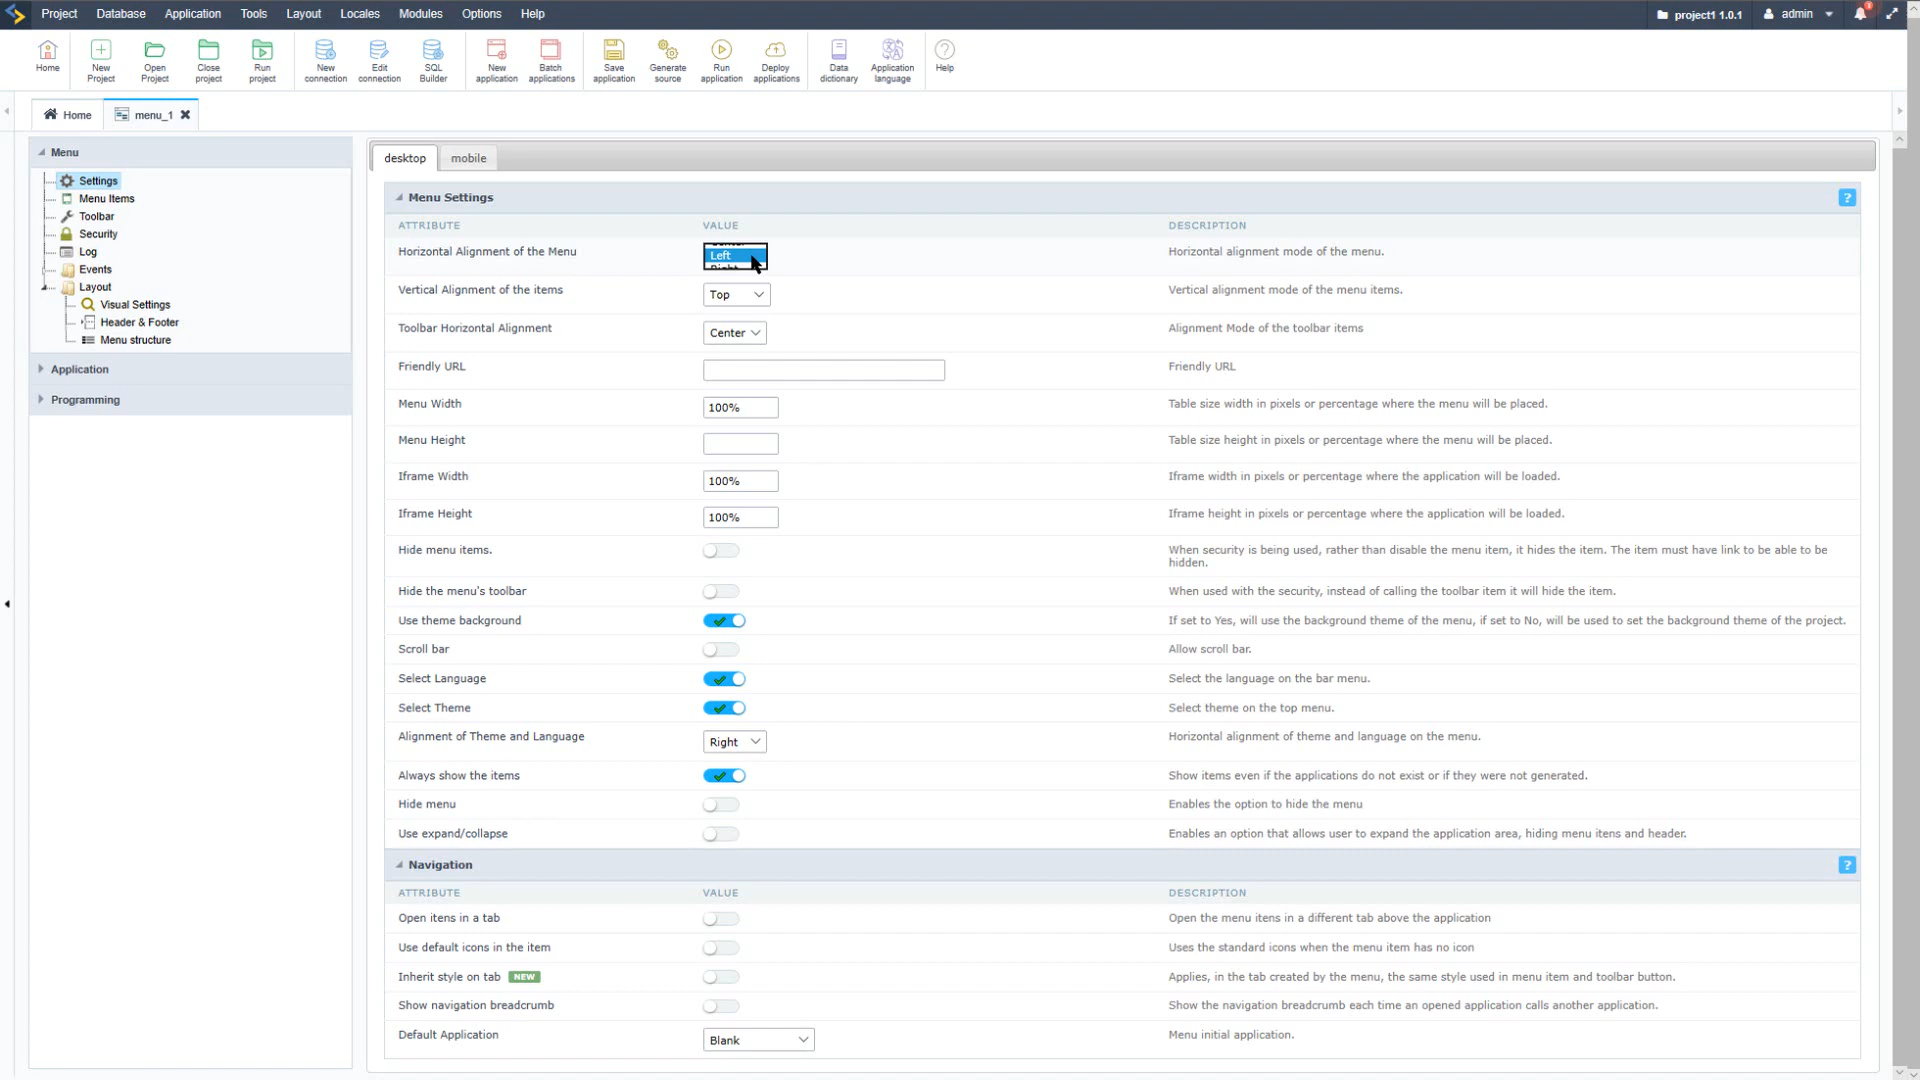 Project Database Application Tools Layout Locales Modules Options Help project1 1.0.1 admin 3
Home New Project Open Project Close project Run project New connection Edit connection SQL Builder New application Batch applications Save application Generate source Run application Deploy applications Data dictionary Application language Help
Home menu_1
Menu
Settings
Menu Items
Toolbar
Security
Log
Events
Layout
Visual Settings
Header & Footer
Menu structure
Application
Programming
desktop mobile
Menu Settings ?
ATTRIBUTE VALUE DESCRIPTION
Horizontal Alignment of the Menu Left Horizontal alignment mode of the menu.
Vertical Alignment of the items Top Vertical alignment mode of the menu items.
Toolbar Horizontal Alignment Center Alignment Mode of the toolbar items
Friendly URL Friendly URL
Menu Width 100% Table size width in pixels or percentage where the menu will be placed.
Menu Height Table size height in pixels or percentage where the menu will be placed.
Iframe Width 100% Iframe width in pixels or percentage where the application will be loaded.
Iframe Height 100% Iframe height in pixels or percentage where the application will be loaded.
Hide menu items. When security is being used, rather than disable the menu item, it hides the item. The item must have link to be able to be
hidden.
Hide the menu's toolbar When used with the security, instead of calling the toolbar item it will hide the item.
Use theme background If set to Yes, will use the background theme of the menu, if set to No, will be used to set the background theme of the project.
Scroll bar Allow scroll bar.
Select Language Select the language on the bar menu.
Select Theme Select theme on the top menu.
Alignment of Theme and Language Right Horizontal alignment of theme and language on the menu.
Always show the items Show items even if the applications do not exist or if they were not generated.
Hide menu Enables the option to hide the menu
Use expand/collapse Enables an option that allows user to expand the application area, hiding menu itens and header.
Navigation ?
ATTRIBUTE VALUE DESCRIPTION
Open itens in a tab Open the menu itens in a different tab above the application
Use default icons in the item Uses the standard icons when the menu item has no icon
Inherit style on tab NEW Applies, in the tab created by the menu, the same style used in menu item and toolbar button.
Show navigation breadcrumb Show the navigation breadcrumb each time an opened application calls another application.
Default Application Blank Menu initial application.